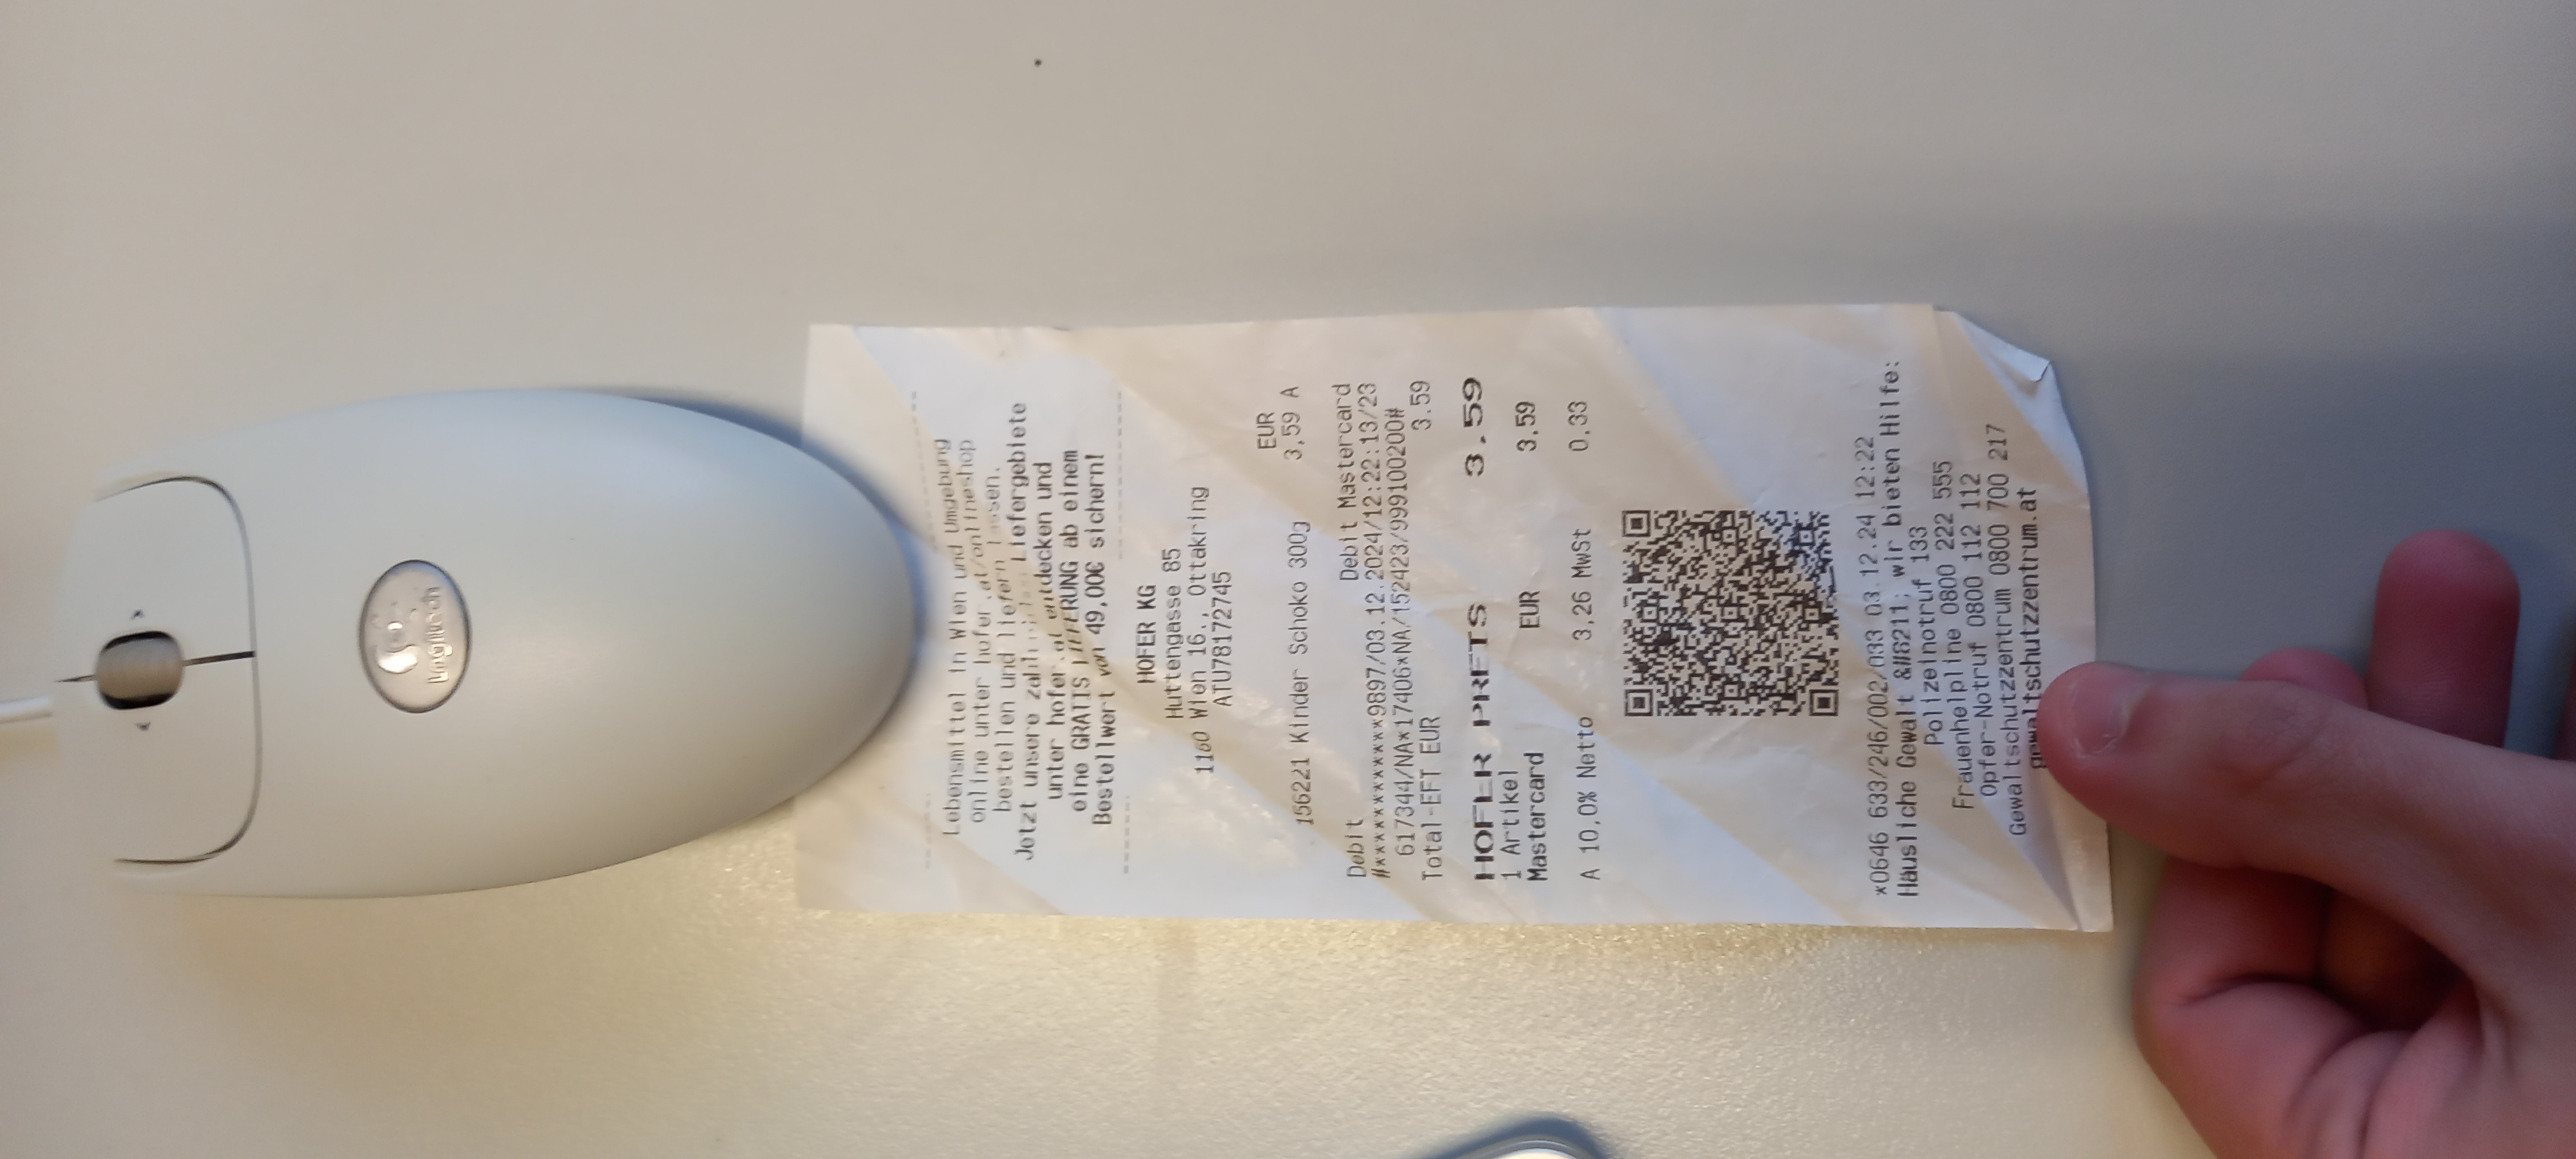 Logitech
Lebensmittel in Wien und Umgebung
online unter hofer.at/onlineshop
bestellen und liefern lassen.
Jetzt unsere Liefergebiete
unter hofer.at entdecken und
eine GRATIS LIEFERUNG ab einem
Bestellwert von 49,00€ sichern!
HOFER KG
Huttengasse 85
1160 Wien 16., Ottakring
ATU78172745
EUR
156221 Kinder Schoko 300g 3,59 A
Debit Debit Mastercard
#************9897/03.12.2024/12:22:13/23
617344/NA*17406*NA/152423/999100200#
Total-EFT EUR 3.59
HOFER PREIS 3.59
1 Artikel
Mastercard EUR 3,59
A 10,0% Netto 3,26 MwSt 0,33
*0646 633/246/002/033 03.12.24 12:22
Häusliche Gewalt &#8211; wir bieten Hilfe:
Polizeinotruf 133
Frauenhelpline 0800 222 555
Opfer-Notruf 0800 112 112
Gewaltschutzzentrum 0800 700 217
gewaltschutzzentrum.at